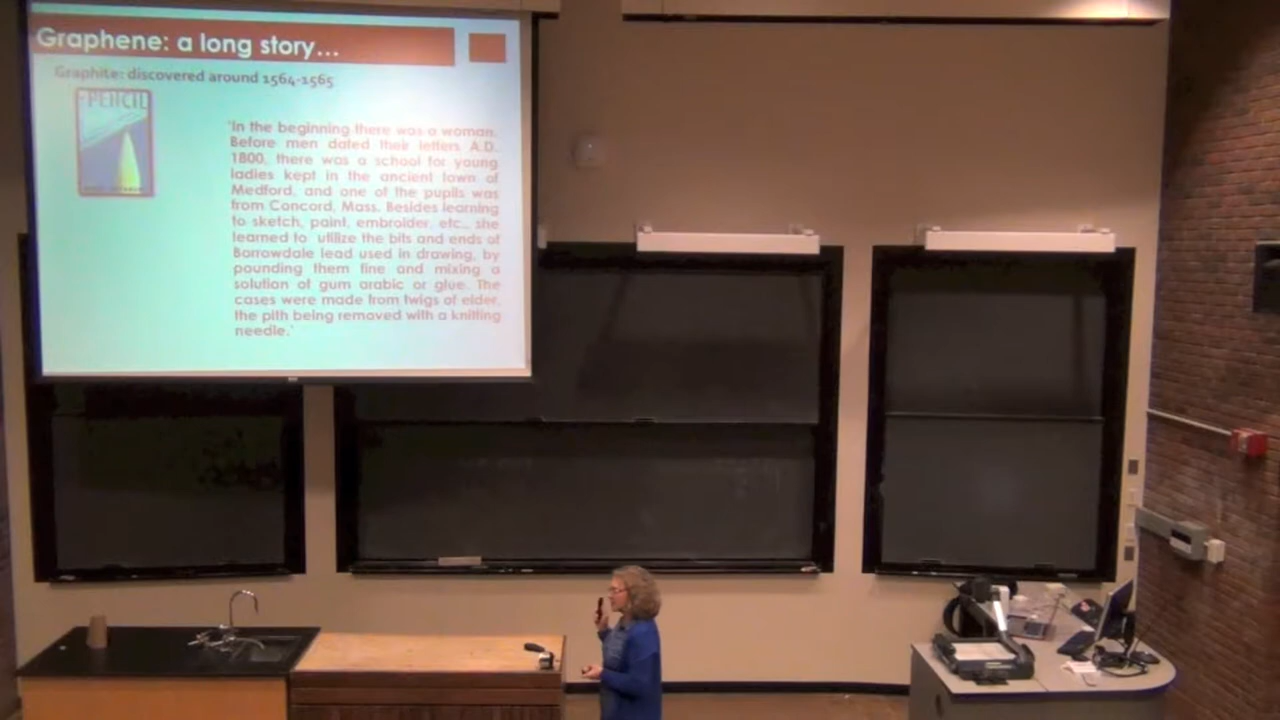 Graphene: a long story...
Graphite: discovered around 1564-1565
PENCIL
'In the beginning there was a woman.
Before men dated their letters A.D.
1800, there was a school for young
ladies kept in the ancient town of
Medford, and one of the pupils was
from Concord, Mass. Besides learning
to sketch, paint, embroider, etc., she
learned to utilize the bits and ends of
Borrowdale lead used in drawing, by
pounding them fine and mixing a
solution of gum arabic or glue. The
cases were made from twigs of elder,
the pith being removed with a knitting
needle.'